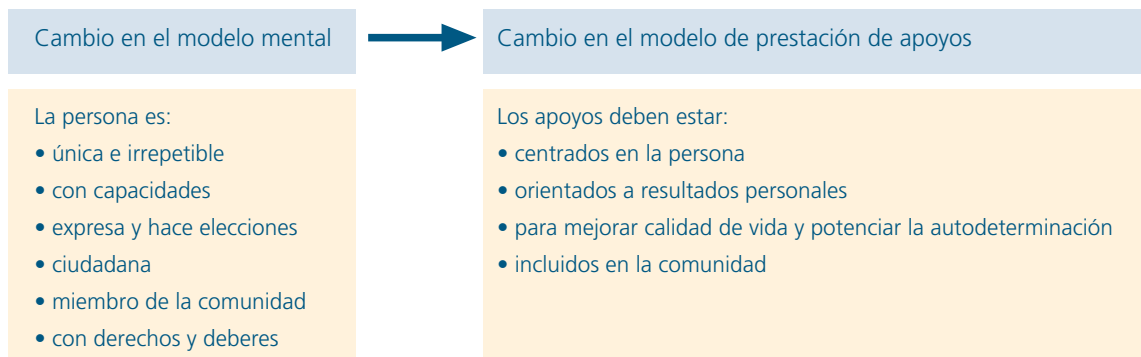 Cambio en el modelo mental
Cambio en el modelo de prestación de apoyos
La persona es:
• única e irrepetible
• con capacidades
• expresa y hace elecciones
• ciudadana
• miembro de la comunidad
• con derechos y deberes
Los apoyos deben estar:
• centrados en la persona
• orientados a resultados personales
• para mejorar calidad de vida y potenciar la autodeterminación
• incluidos en la comunidad